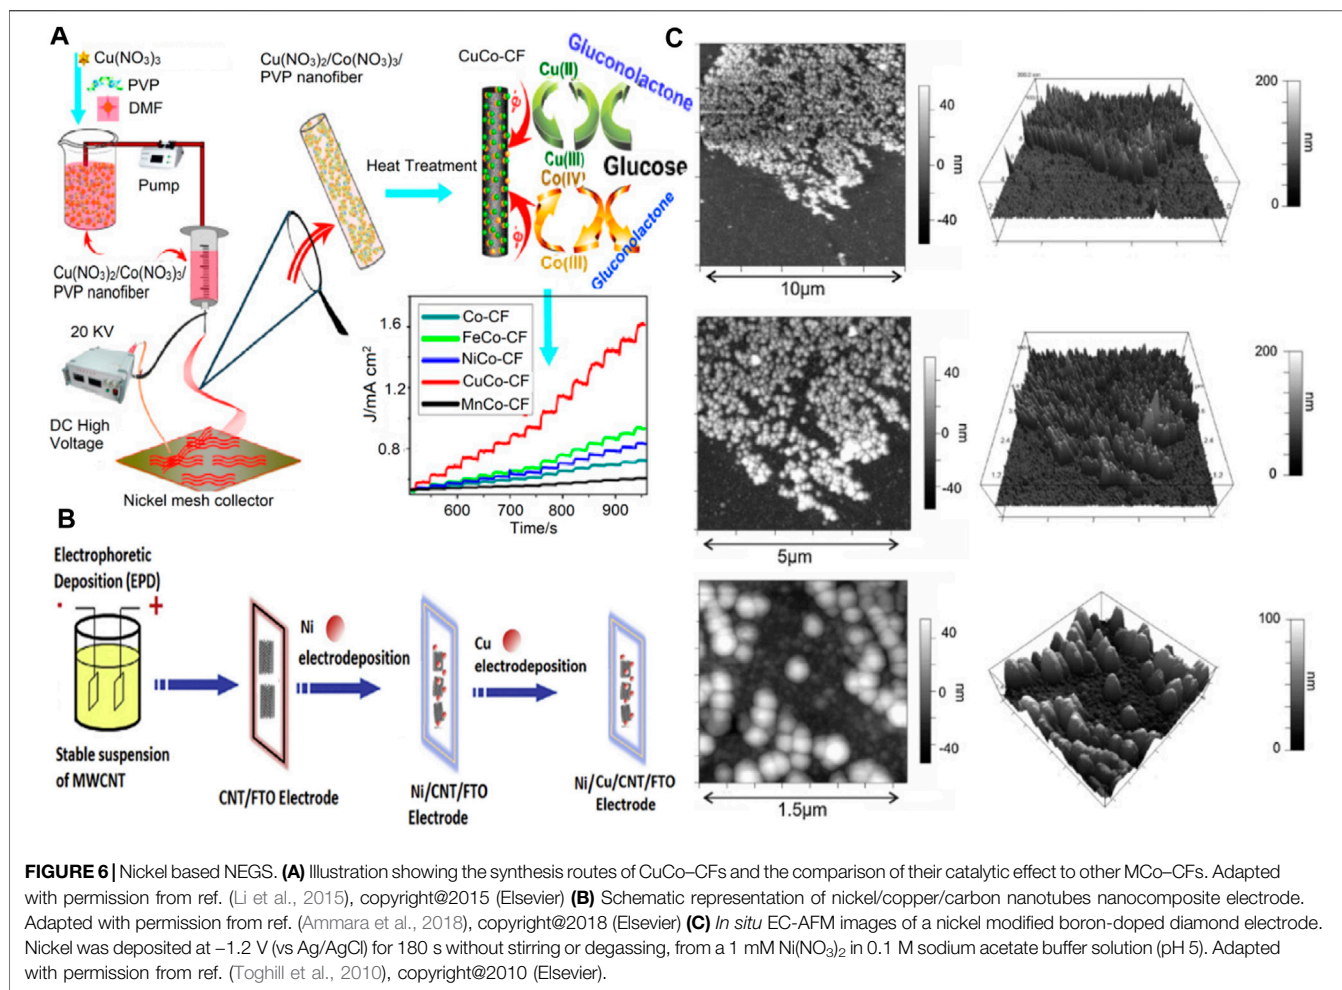 A
Cu(NO₃)₃
PVP
DMF
Pump
Cu(NO₃)₂/Co(NO₃)₃/
PVP nanofiber
20 KV
DC High
Voltage
Nickel mesh collector
Cu(NO₃)₂/Co(NO₃)₃/
PVP nanofiber
Heat Treatment
CuCo-CF
Gluconolactone
Cu(II)
-e⁻
Cu(III)
Glucose
Co(IV)
-e⁻
Co(III)
Gluconolactone
J/mA cm²
1.6
1.2
0.8
Co-CF
FeCo-CF
NiCo-CF
CuCo-CF
MnCo-CF
600 700 800 900
Time/s
B
Electrophoretic
Deposition (EPD)
- +
Stable suspension
of MWCNT
CNT/FTO Electrode
Ni
electrodeposition
Ni/CNT/FTO
Electrode
Cu
electrodeposition
Ni/Cu/CNT/FTO
Electrode
C
40
0
-40
nm
10µm
200
0
nm
40
0
-40
nm
5µm
200
0
nm
40
0
-40
nm
1.5µm
100
0
nm
FIGURE 6 | Nickel based NEGS. (A) Illustration showing the synthesis routes of CuCo–CFs and the comparison of their catalytic effect to other MCo–CFs. Adapted
with permission from ref. (Li et al., 2015), copyright@2015 (Elsevier) (B) Schematic representation of nickel/copper/carbon nanotubes nanocomposite electrode.
Adapted with permission from ref. (Ammara et al., 2018), copyright@2018 (Elsevier) (C) In situ EC-AFM images of a nickel modified boron-doped diamond electrode.
Nickel was deposited at −1.2 V (vs Ag/AgCl) for 180 s without stirring or degassing, from a 1 mM Ni(NO₃)₂ in 0.1 M sodium acetate buffer solution (pH 5). Adapted
with permission from ref. (Toghill et al., 2010), copyright@2010 (Elsevier).